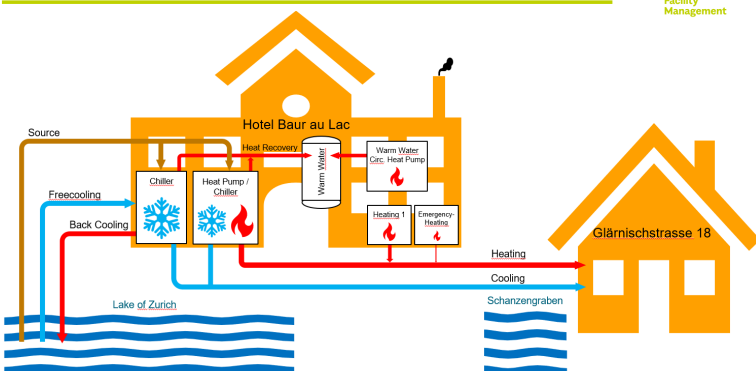 Facility
Management
Hotel Baur au Lac
Source
Heat Recovery
Warm Water
Warm Water
Circ. Heat Pump
Chiller
Heat Pump /
Chiller
Freecooling
Back Cooling
Heating 1
Emergency-
Heating
Glärnischstrasse 18
Heating
Cooling
Lake of Zurich
Schanzengraben